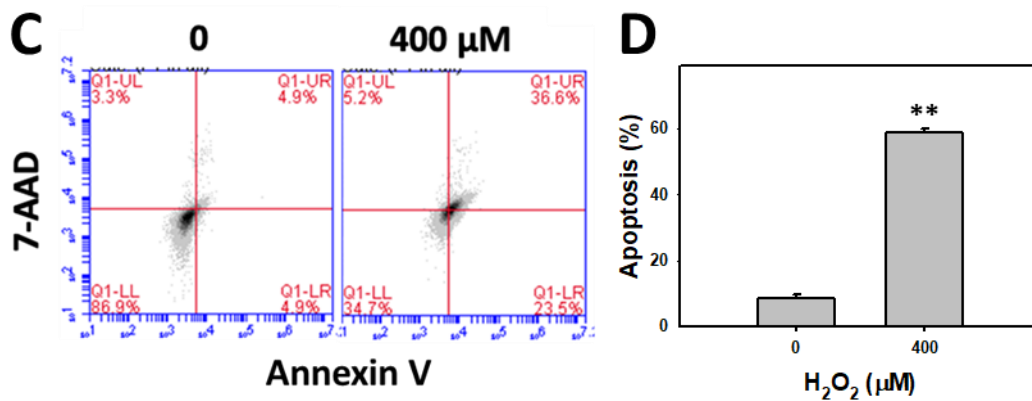 C
0
400 µM
7-AAD
Q1-UL
3.3%
Q1-UR
4.9%
Q1-LL
86.9%
Q1-LR
4.9%
Q1-UL
5.2%
Q1-UR
36.6%
Q1-LL
34.7%
Q1-LR
23.5%
Annexin V
D
**
Apoptosis (%)
60
20
0
0
400
H₂O₂ (µM)